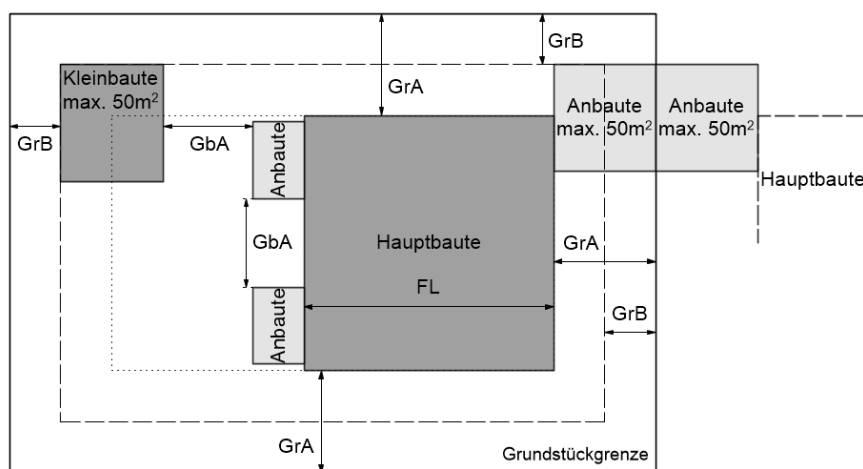 GrB
Kleinbaute
max. 50m²
GrA
Anbaute
max. 50m²
Anbaute
max. 50m²
GrB
GbA
Anbaute
Hauptbaute
GbA
Hauptbaute
GrA
FL
Anbaute
GrB
GrA
Grundstückgrenze